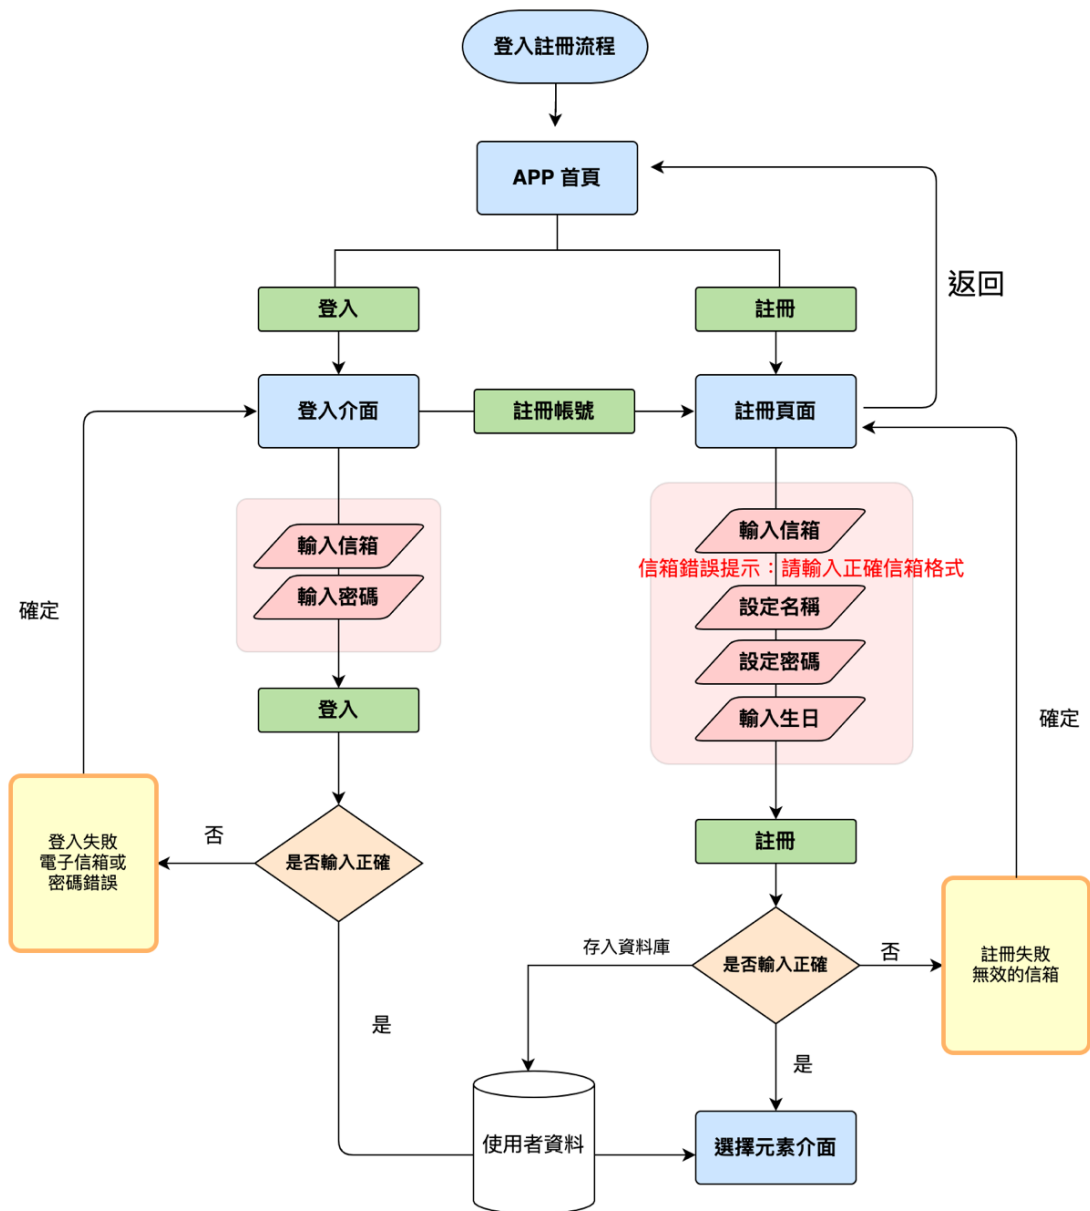 登入註冊流程
APP 首頁
返回
登入
註冊
登入介面
註冊帳號
註冊頁面
輸入信箱
輸入密碼
輸入信箱
信箱錯誤提示：請輸入正確信箱格式
設定名稱
設定密碼
輸入生日
確定
確定
登入
註冊
登入失敗
電子信箱或
密碼錯誤
否
是否輸入正確
存入資料庫
是否輸入正確
否
註冊失敗
無效的信箱
是
是
使用者資料
選擇元素介面